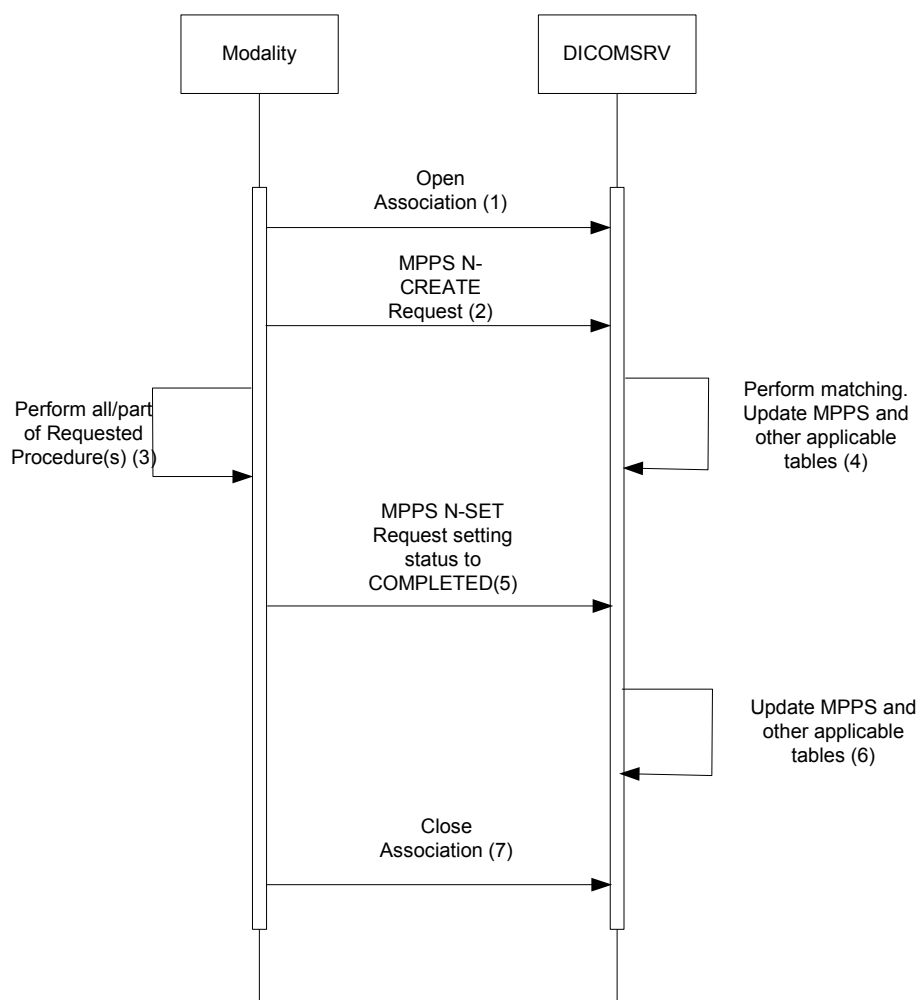 Modality
DICOMSRV
Open
Association (1)
MPPS N-
CREATE
Request (2)
Perform all/part
of Requested
Procedure(s) (3)
Perform matching.
Update MPPS and
other applicable
tables (4)
MPPS N-SET
Request setting
status to
COMPLETED(5)
Update MPPS and
other applicable
tables (6)
Close
Association (7)